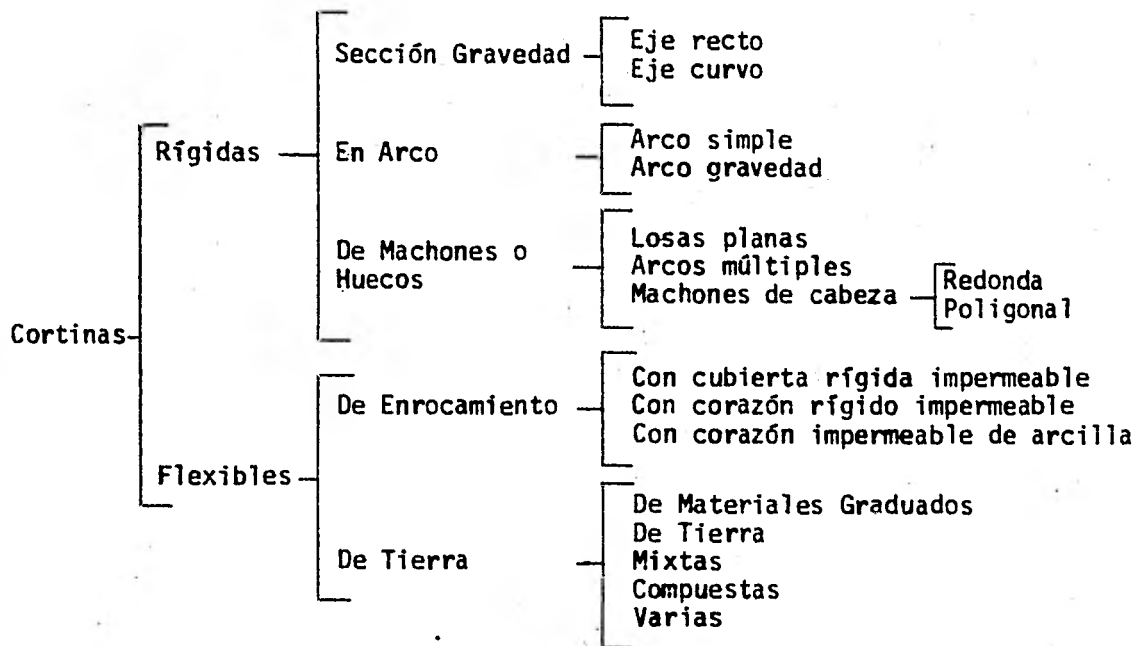 Cortinas
Rígidas
Sección Gravedad
Eje recto
Eje curvo
En Arco
Arco simple
Arco gravedad
De Machones o
Huecos
Losas planas
Arcos múltiples
Machones de cabeza
Redonda
Poligonal
Flexibles
De Enrocamiento
Con cubierta rígida impermeable
Con corazón rígido impermeable
Con corazón impermeable de arcilla
De Tierra
De Materiales Graduados
De Tierra
Mixtas
Compuestas
Varias